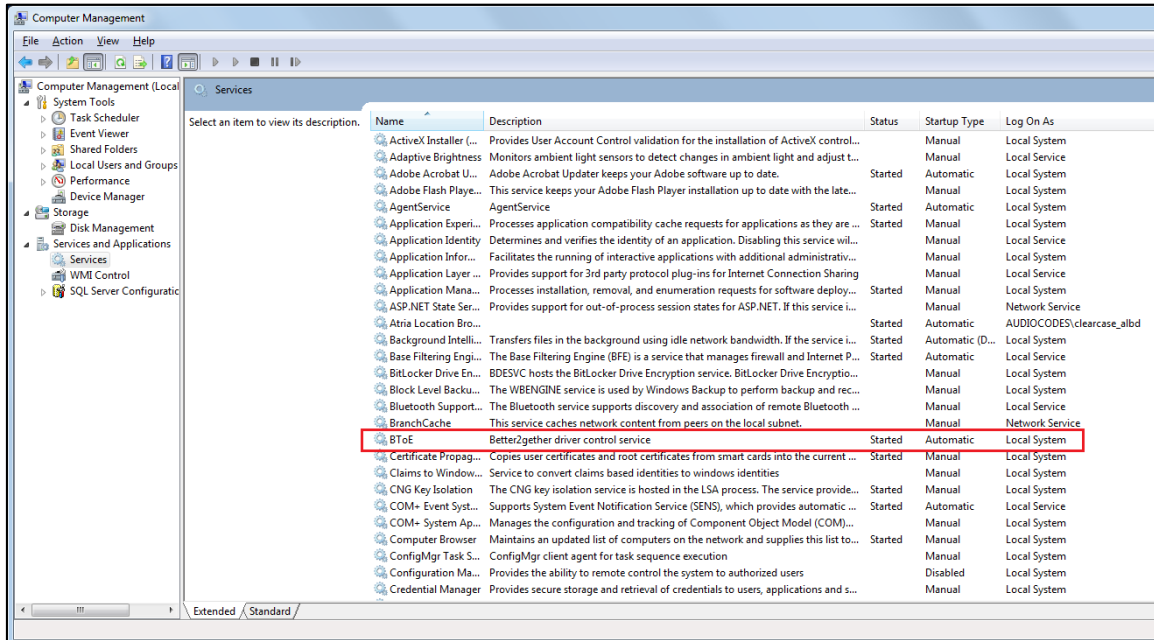 Computer Management
File Action View Help
Computer Management (Local
System Tools
Task Scheduler
Event Viewer
Shared Folders
Local Users and Groups
Performance
Device Manager
Storage
Disk Management
Services and Applications
Services
WMI Control
SQL Server Configuratic
Services
Select an item to view its description.
Name Description Status Startup Type Log On As
ActiveX Installer (... Provides User Account Control validation for the installation of ActiveX control... Manual Local System
Adaptive Brightness Monitors ambient light sensors to detect changes in ambient light and adjust t... Manual Local Service
Adobe Acrobat U... Adobe Acrobat Updater keeps your Adobe software up to date. Started Automatic Local System
Adobe Flash Playe... This service keeps your Adobe Flash Player installation up to date with the late... Manual Local System
AgentService AgentService Started Automatic Local System
Application Experi... Processes application compatibility cache requests for applications as they are ... Started Manual Local System
Application Identity Determines and verifies the identity of an application. Disabling this service wil... Manual Local Service
Application Infor... Facilitates the running of interactive applications with additional administrativ... Manual Local System
Application Layer ... Provides support for 3rd party protocol plug-ins for Internet Connection Sharing Manual Local Service
Application Mana... Processes installation, removal, and enumeration requests for software deploy... Started Manual Local System
ASP.NET State Ser... Provides support for out-of-process session states for ASP.NET. If this service i... Manual Network Service
Atria Location Bro... Started Automatic AUDIOCODES\clearcase_albd
Background Intelli... Transfers files in the background using idle network bandwidth. If the service i... Started Automatic (D... Local System
Base Filtering Engi... The Base Filtering Engine (BFE) is a service that manages firewall and Internet P... Started Automatic Local Service
BitLocker Drive En... BDESVC hosts the BitLocker Drive Encryption service. BitLocker Drive Encryptio... Manual Local System
Block Level Backu... The WBENGINE service is used by Windows Backup to perform backup and rec... Manual Local System
Bluetooth Support... The Bluetooth service supports discovery and association of remote Bluetooth ... Manual Local Service
BranchCache This service caches network content from peers on the local subnet. Manual Network Service
BToE Better2gether driver control service Started Automatic Local System
Certificate Propag... Copies user certificates and root certificates from smart cards into the current ... Started Manual Local System
Claims to Window... Service to convert claims based identities to windows identities Manual Local System
CNG Key Isolation The CNG key isolation service is hosted in the LSA process. The service provide... Started Manual Local System
COM+ Event Syst... Supports System Event Notification Service (SENS), which provides automatic ... Started Automatic Local Service
COM+ System Ap... Manages the configuration and tracking of Component Object Model (COM)... Manual Local System
Computer Browser Maintains an updated list of computers on the network and supplies this list to... Started Manual Local System
ConfigMgr Task S... ConfigMgr client agent for task sequence execution Manual Local System
Configuration Ma... Provides the ability to remote control the system to authorized users Disabled Local System
Credential Manager Provides secure storage and retrieval of credentials to users, applications and s... Manual Local System
Extended Standard